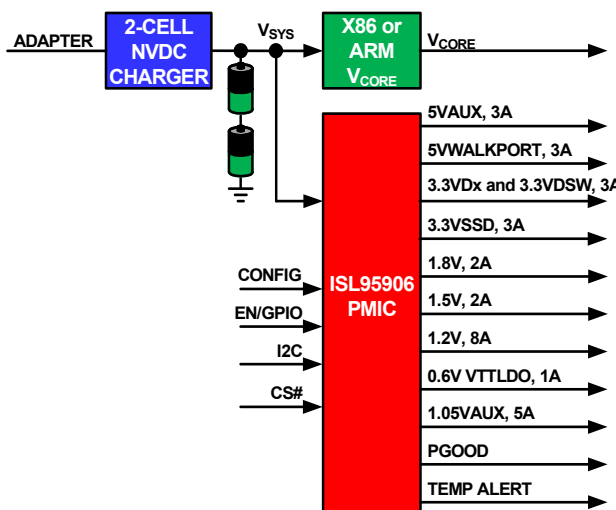 ADAPTER
2-CELL
NVDC
CHARGER
VSYS
X86 or
ARM
VCORE
VCORE
5VAUX, 3A
5VWALKPORT, 3A
3.3VDx and 3.3VDSW, 3A
3.3VSSD, 3A
1.8V, 2A
CONFIG
ISL95906
PMIC
1.5V, 2A
EN/GPIO
1.2V, 8A
I2C
0.6V VTTLDO, 1A
CS#
1.05VAUX, 5A
PGOOD
TEMP ALERT